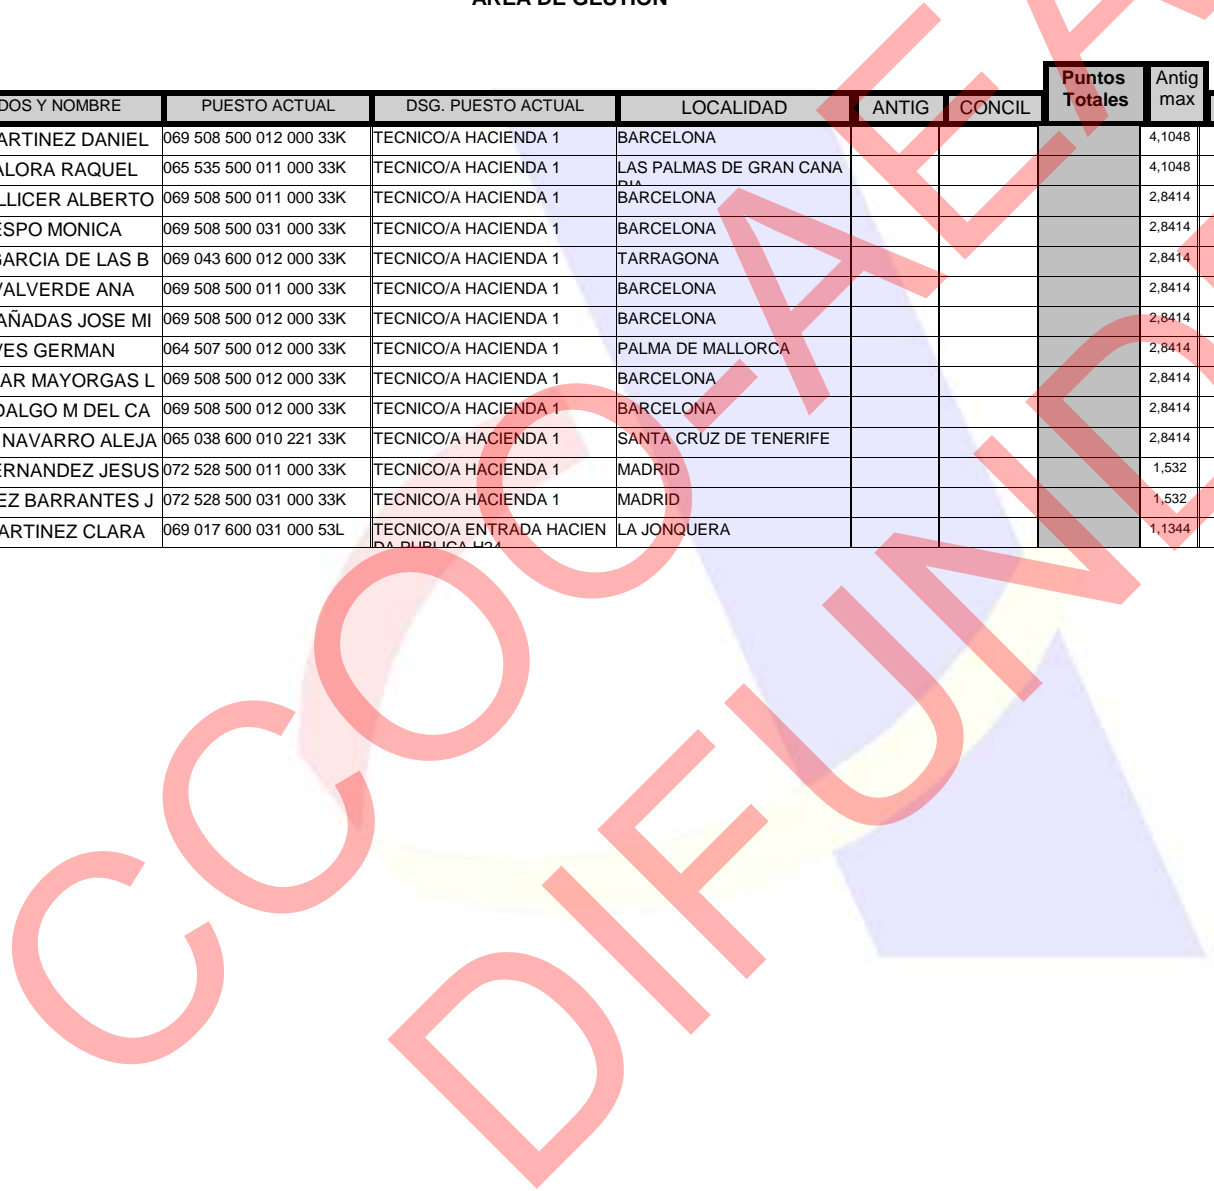 AREA DE GESTION
DOS Y NOMBRE PUESTO ACTUAL DSG. PUESTO ACTUAL LOCALIDAD ANTIG CONCIL Puntos Totales Antig max
ARTINEZ DANIEL 069 508 500 012 000 33K TECNICO/A HACIENDA 1 BARCELONA 4,1048
ALORA RAQUEL 065 535 500 011 000 33K TECNICO/A HACIENDA 1 LAS PALMAS DE GRAN CANA 4,1048
RIA
LLICER ALBERTO 069 508 500 011 000 33K TECNICO/A HACIENDA 1 BARCELONA 2,8414
ESPO MONICA 069 508 500 031 000 33K TECNICO/A HACIENDA 1 BARCELONA 2,8414
GARCIA DE LAS B 069 043 600 012 000 33K TECNICO/A HACIENDA 1 TARRAGONA 2,8414
VALVERDE ANA 069 508 500 011 000 33K TECNICO/A HACIENDA 1 BARCELONA 2,8414
AÑADAS JOSE MI 069 508 500 012 000 33K TECNICO/A HACIENDA 1 BARCELONA 2,8414
VES GERMAN 064 507 500 012 000 33K TECNICO/A HACIENDA 1 PALMA DE MALLORCA 2,8414
AR MAYORGAS L 069 508 500 012 000 33K TECNICO/A HACIENDA 1 BARCELONA 2,8414
DALGO M DEL CA 069 508 500 012 000 33K TECNICO/A HACIENDA 1 BARCELONA 2,8414
NAVARRO ALEJA 065 038 600 010 221 33K TECNICO/A HACIENDA 1 SANTA CRUZ DE TENERIFE 2,8414
ERNANDEZ JESUS 072 528 500 011 000 33K TECNICO/A HACIENDA 1 MADRID 1,532
EZ BARRANTES J 072 528 500 031 000 33K TECNICO/A HACIENDA 1 MADRID 1,532
ARTINEZ CLARA 069 017 600 031 000 53L TECNICO/A ENTRADA HACIEN LA JONQUERA 1,1344
DA PUBLICA H24
CCOO-AEA
DIFUND